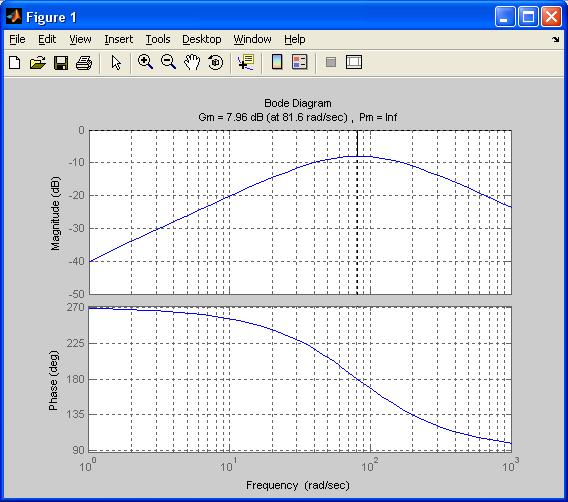 Figure 1
File Edit View Insert Tools Desktop Window Help
Bode Diagram
Gm = 7.96 dB (at 81.6 rad/sec) , Pm = Inf
Magnitude (dB)
0
-10
-20
-30
-40
-50
Phase (deg)
270
225
180
135
90
10^0 10^1 10^2 10^3
Frequency (rad/sec)